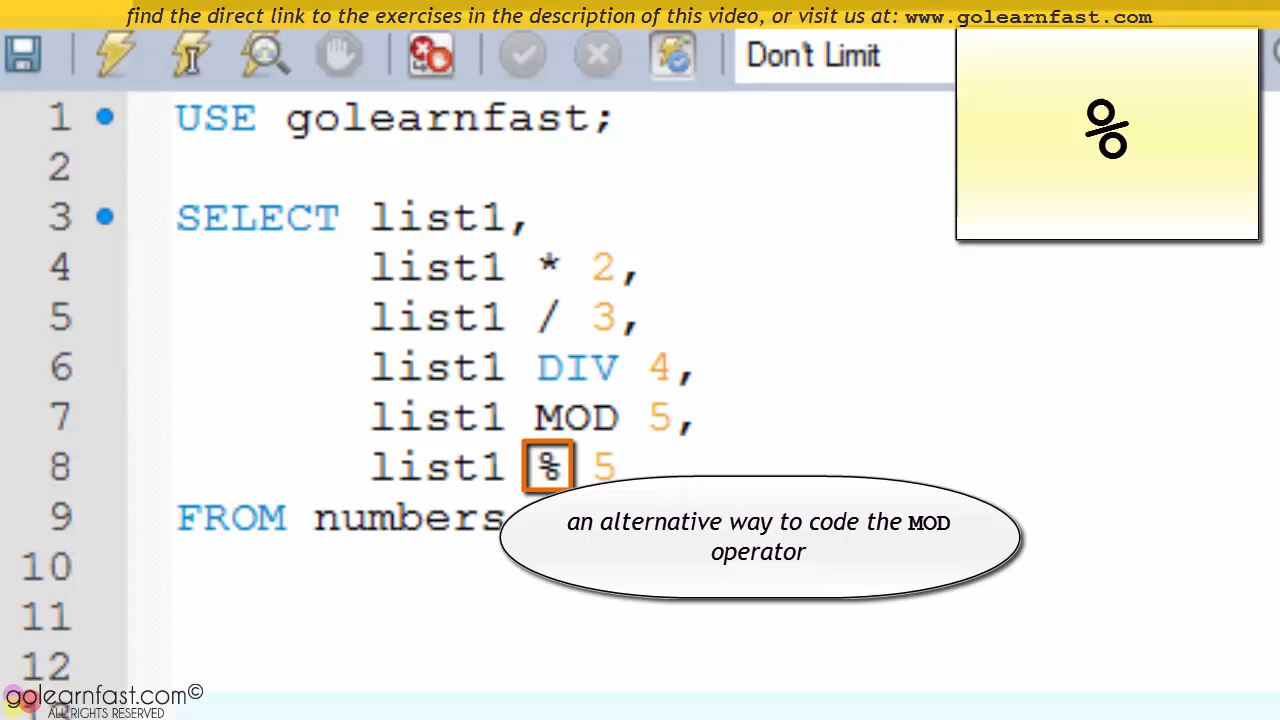 find the direct link to the exercises in the description of this video, or visit us at: www.golearnfast.com
Don't Limit
%
1 USE golearnfast;
2
3 SELECT list1,
4 list1 * 2,
5 list1 / 3,
6 list1 DIV 4,
7 list1 MOD 5,
8 list1 % 5
9 FROM numbers
an alternative way to code the MOD
operator
10
11
12
golearnfast.com©
ALL RIGHTS RESERVED